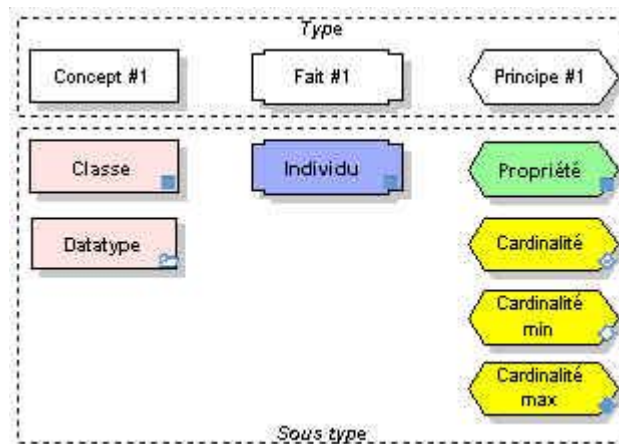 Type
Concept #1
Fait #1
Principe #1
Classe
Individu
Propriété
Datatype
Cardinalité
Cardinalité
min
Cardinalité
max
Sous type